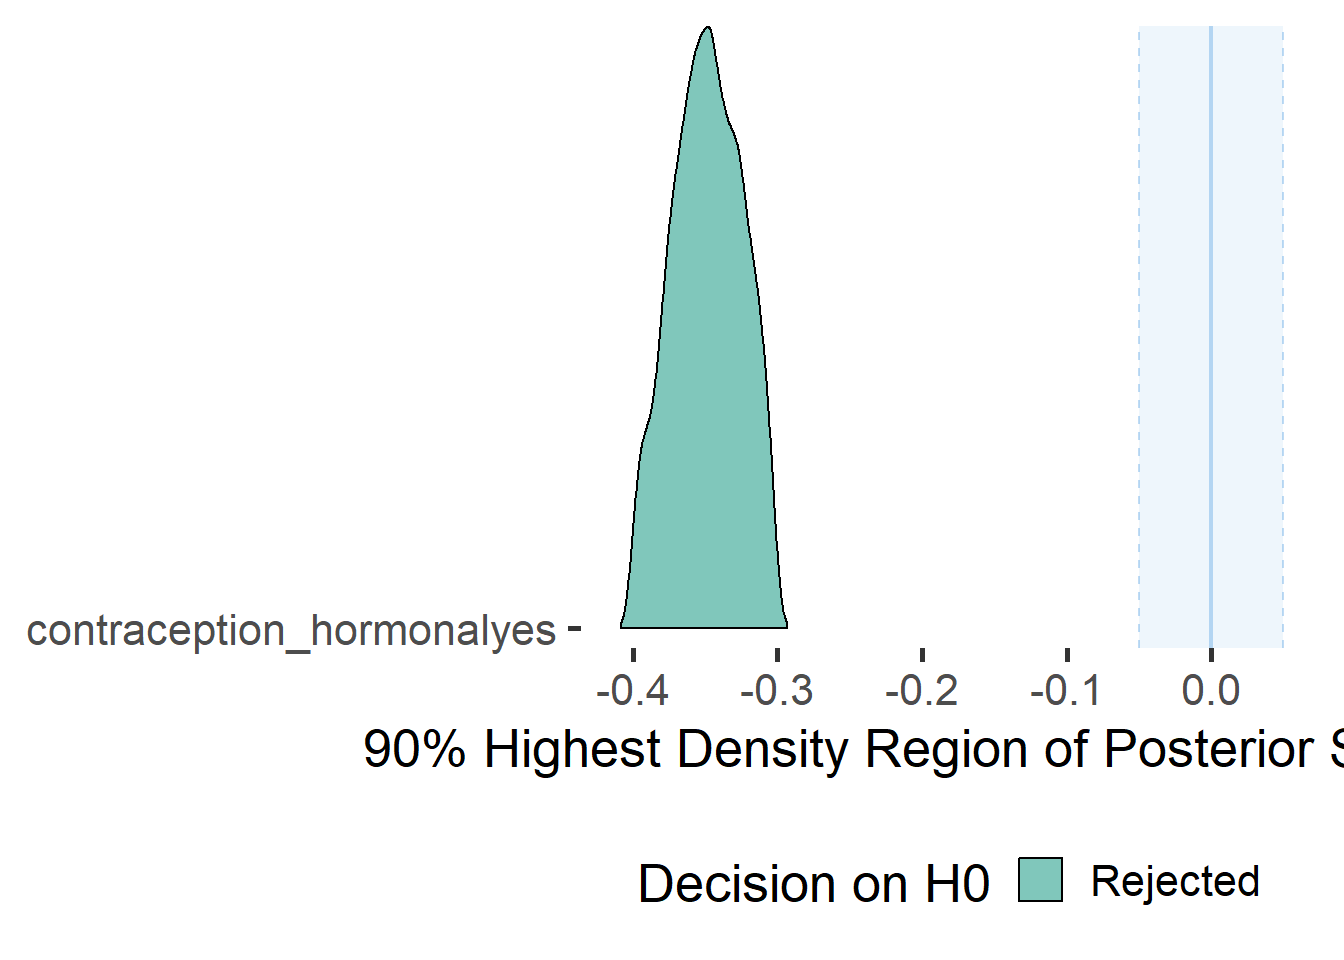 contraception_hormonalyes
-0.4 -0.3 -0.2 -0.1 0.0
90% Highest Density Region of Posterior S
Decision on H0 Rejected